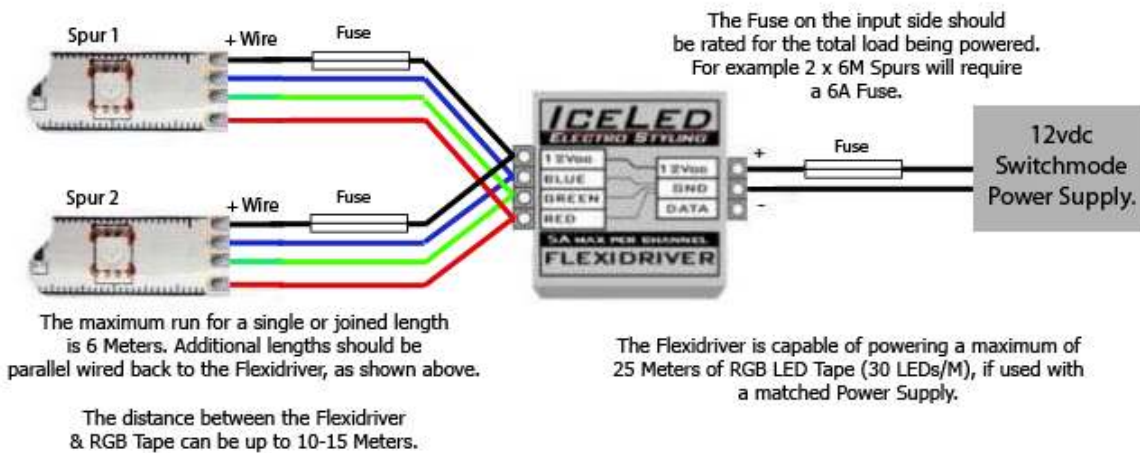 Spur 1
+ Wire
Fuse
The Fuse on the input side should
be rated for the total load being powered.
For example 2 x 6M Spurs will require
a 6A Fuse.
ICELED
ELECTRO STYLING
12VDD
BLUE
GREEN
RED
12VDD
GND
DATA
5A MAX PER CHANNEL
FLEXIDRIVER
+
-
Fuse
12vdc
Switchmode
Power Supply.
Spur 2
+ Wire
Fuse
The maximum run for a single or joined length
is 6 Meters. Additional lengths should be
parallel wired back to the Flexidriver, as shown above.
The Flexidriver is capable of powering a maximum of
25 Meters of RGB LED Tape (30 LEDs/M), if used with
a matched Power Supply.
The distance between the Flexidriver
& RGB Tape can be up to 10-15 Meters.